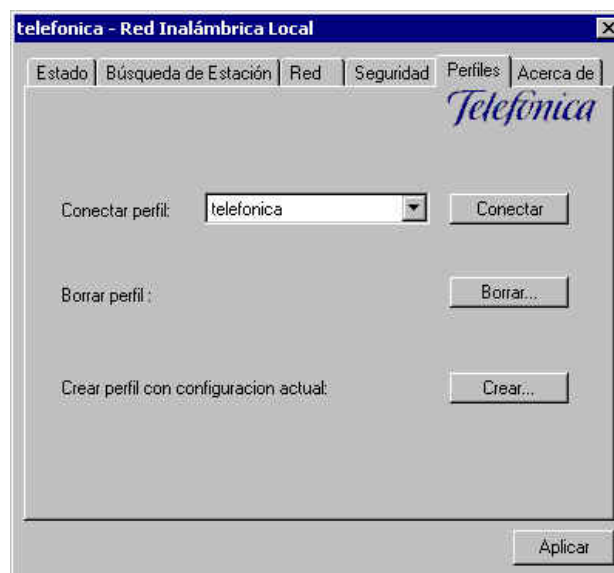 telefonica - Red Inalámbrica Local
Estado Búsqueda de Estación Red Seguridad Perfiles Acerca de
Telefónica
Conectar perfil: telefonica Conectar
Borrar perfil : Borrar...
Crear perfil con configuracion actual: Crear...
Aplicar